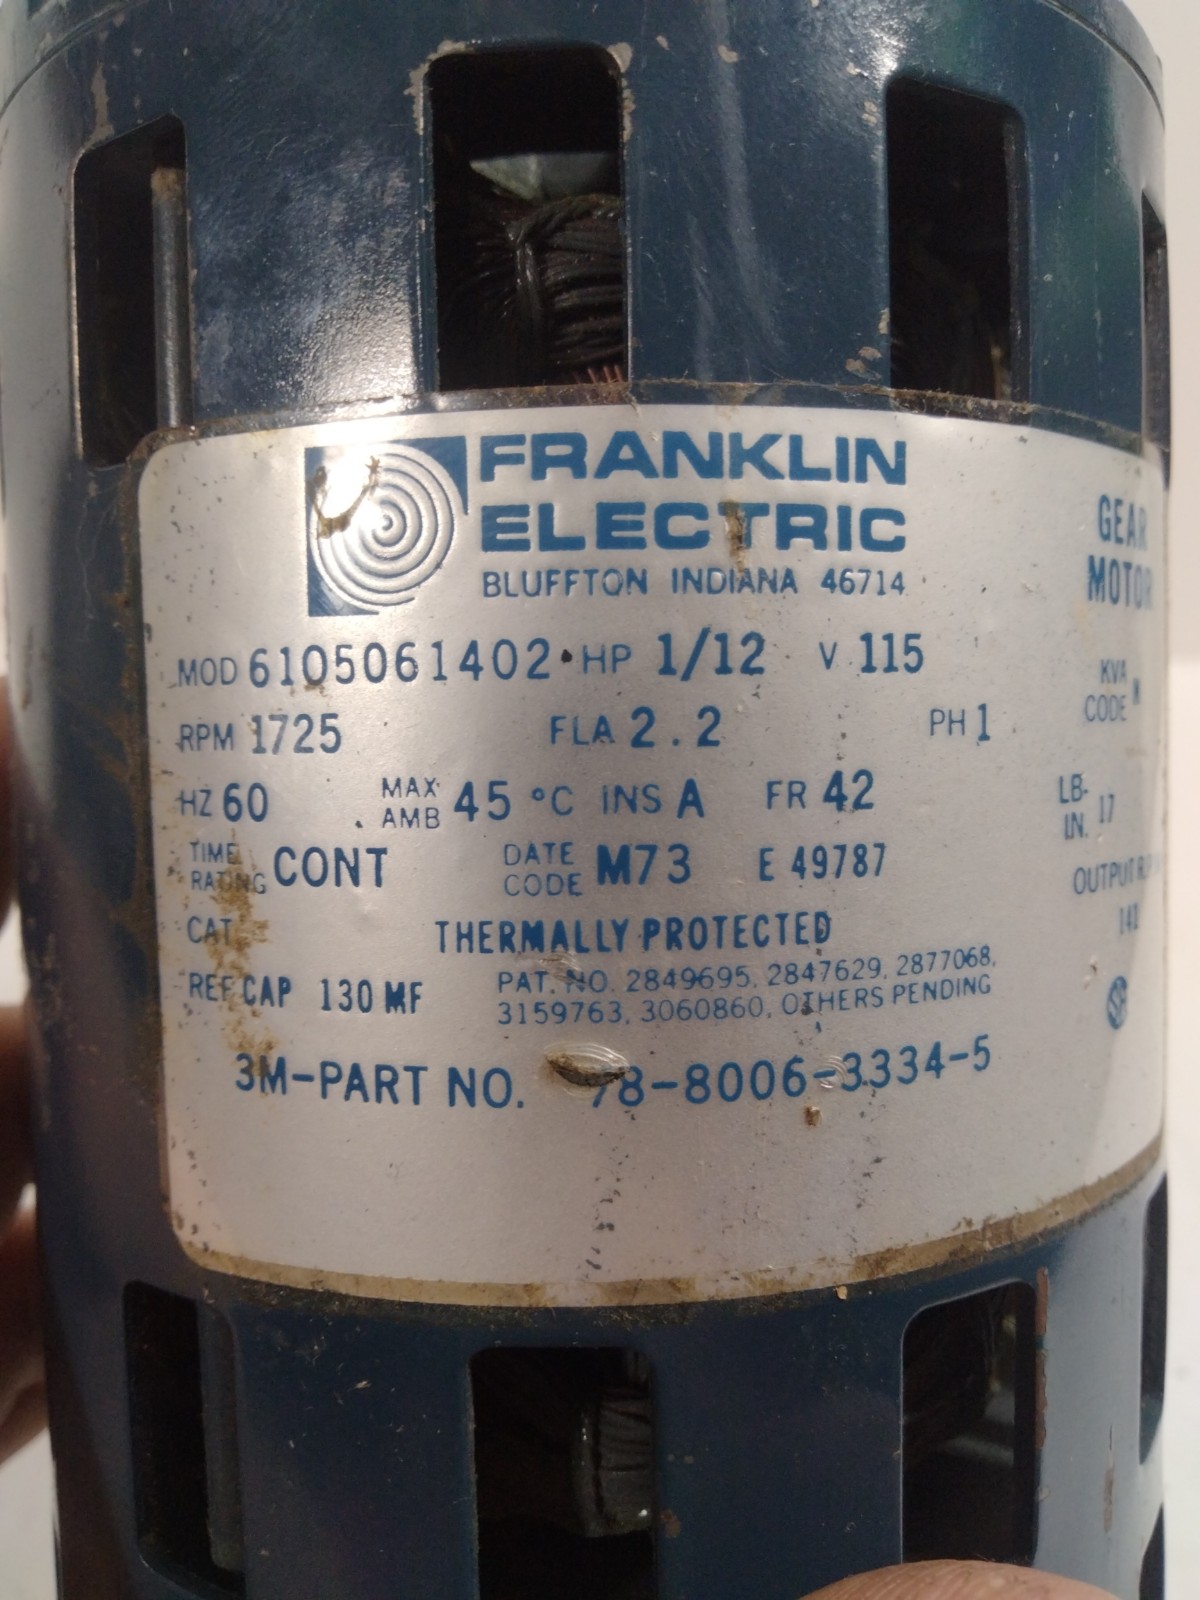 FRANKLIN
ELECTRIC
BLUFFTON INDIANA 46714
MOD 6105061402 HP 1/12 V 115
RPM 1725 FLA 2.2 PH 1
HZ 60 MAX AMB 45 °C INS A FR 42
TIME RATING CONT DATE CODE M73 E 49787
CAT THERMALLY PROTECTED
REF CAP 130 MF
PAT. NO. 2849695, 2847629, 2877068,
3159763, 3060860, OTHERS PENDING
3M-PART NO. 78-8006-3334-5
GEAR
MOTOR
KVA
CODE
LB-
IN. 17
OUTPUT